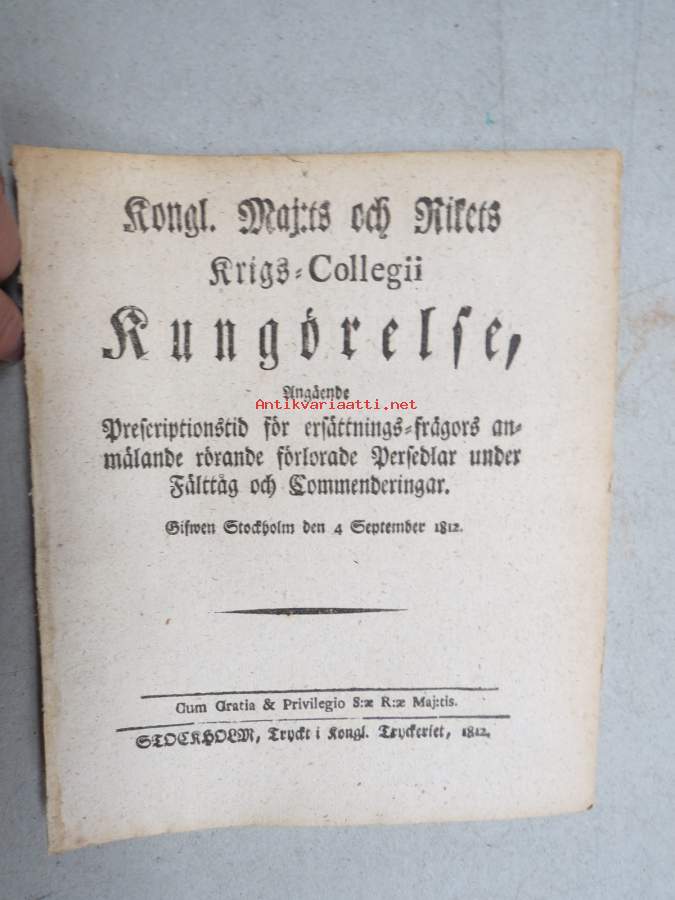 Kongl. Maj:ts och Rikets
Krigs-Collegii
Kungörelse,
Angående
Antikvariaatti.net
Prescriptionstid för ersättnings-frågors an-
mälande rörande förlorade Persedlar under
Fälttåg och Commenderingar.
Gifwen Stockholm den 4 September 1812.
Cum Gratia & Privilegio S:æ R:æ Maj:tis.
STOCKHOLM, Tryckt i Kongl. Tryckeriet, 1812.